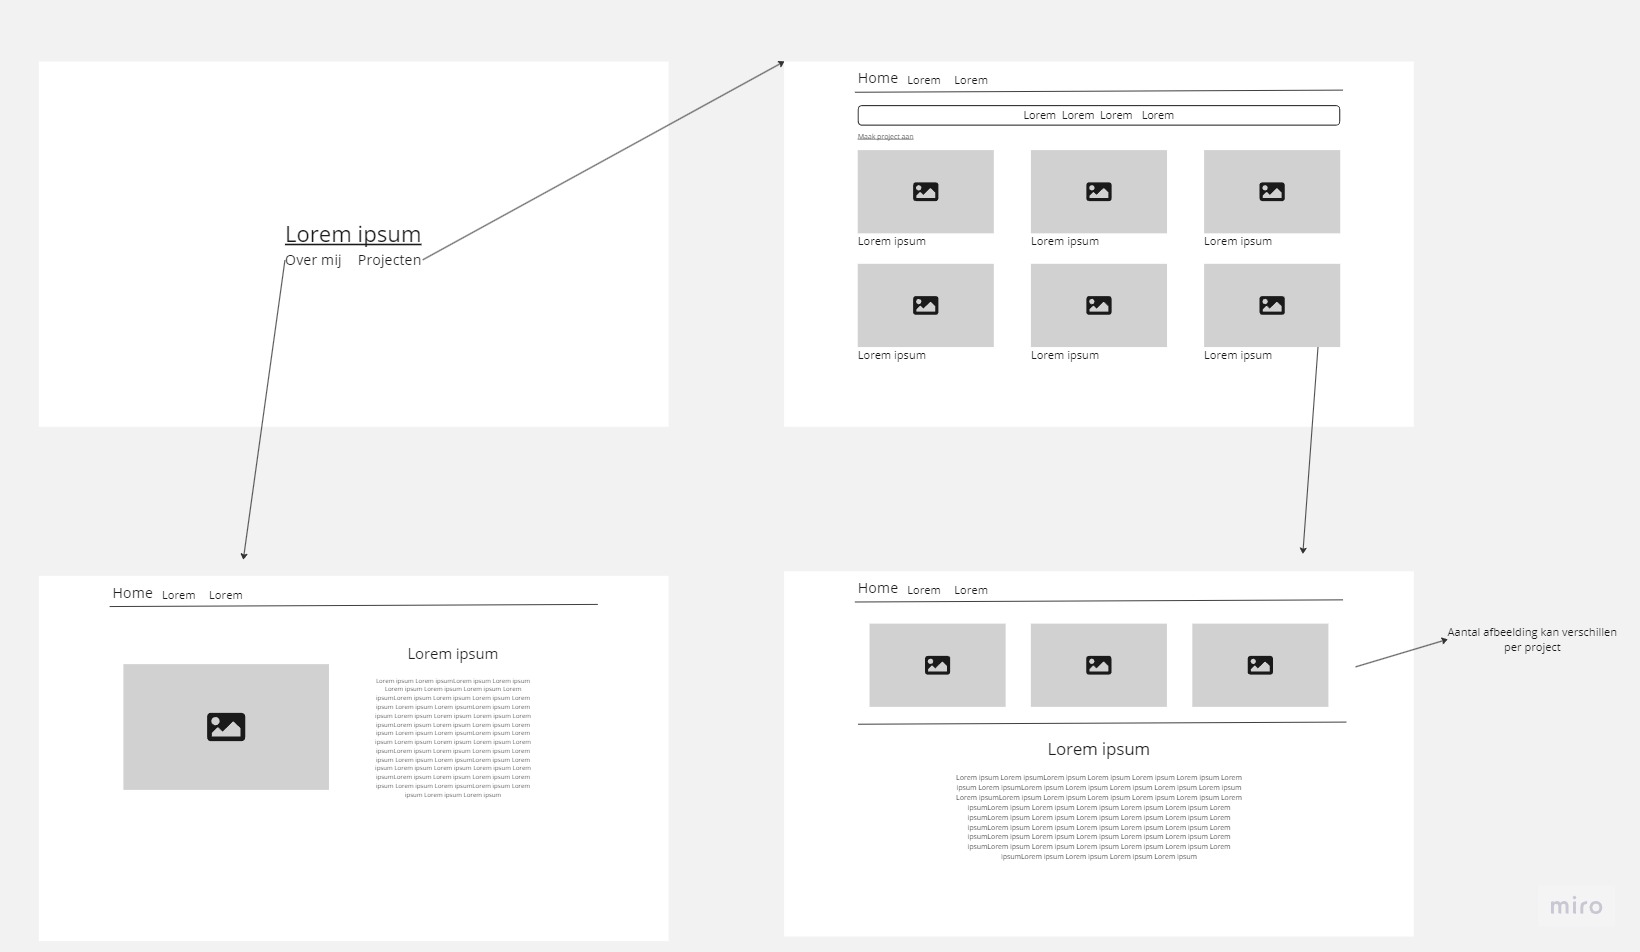 Lorem ipsum
Over mij Projecten
Home Lorem Lorem
Lorem Lorem Lorem Lorem
Maak project aan
Lorem ipsum Lorem ipsum Lorem ipsum
Lorem ipsum Lorem ipsum Lorem ipsum
Home Lorem Lorem
Lorem ipsum
Lorem ipsum Lorem ipsumLorem ipsum Lorem ipsum
Lorem ipsum Lorem ipsum Lorem ipsum Lorem
ipsumLorem ipsum Lorem ipsum Lorem ipsum Lorem
ipsum Lorem ipsum Lorem ipsumLorem ipsum Lorem
ipsum Lorem ipsum Lorem ipsum Lorem ipsum Lorem
ipsumLorem ipsum Lorem ipsum Lorem ipsum Lorem
ipsum Lorem ipsum Lorem ipsumLorem ipsum Lorem
ipsum Lorem ipsum Lorem ipsum Lorem ipsum Lorem
ipsumLorem ipsum Lorem ipsum Lorem ipsum Lorem
ipsum Lorem ipsum Lorem ipsumLorem ipsum Lorem
ipsum Lorem ipsum Lorem ipsum Lorem ipsum Lorem
ipsumLorem ipsum Lorem ipsum Lorem ipsum Lorem
ipsum Lorem ipsum Lorem ipsumLorem ipsum Lorem
ipsum Lorem ipsum Lorem ipsum
Home Lorem Lorem
Aantal afbeelding kan verschillen
per project
Lorem ipsum
Lorem ipsum Lorem ipsumLorem ipsum Lorem ipsum Lorem ipsum Lorem ipsum Lorem
ipsum Lorem ipsumLorem ipsum Lorem ipsum Lorem ipsum Lorem ipsum Lorem ipsum
Lorem ipsumLorem ipsum Lorem ipsum Lorem ipsum Lorem ipsum Lorem ipsum Lorem
ipsumLorem ipsum Lorem ipsum Lorem ipsum Lorem ipsum Lorem ipsum Lorem
ipsumLorem ipsum Lorem ipsum Lorem ipsum Lorem ipsum Lorem ipsum Lorem
ipsumLorem ipsum Lorem ipsum Lorem ipsum Lorem ipsum Lorem ipsum Lorem
ipsumLorem ipsum Lorem ipsum Lorem ipsum Lorem ipsum Lorem ipsum Lorem
ipsumLorem ipsum Lorem ipsum Lorem ipsum Lorem ipsum Lorem ipsum Lorem
ipsumLorem ipsum Lorem ipsum Lorem ipsum Lorem ipsum
miro